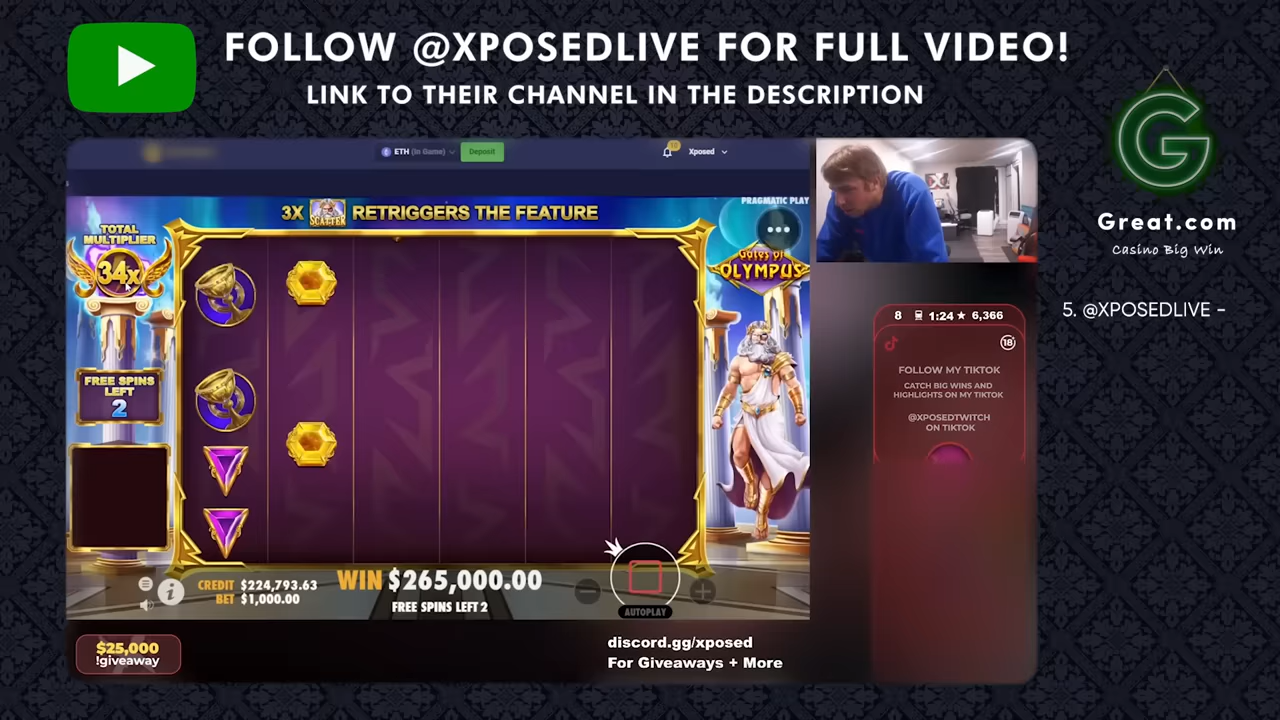 FOLLOW @XPOSEDLIVE FOR FULL VIDEO!
LINK TO THEIR CHANNEL IN THE DESCRIPTION
G
Great.com
Casino Big Win
5. @XPOSEDLIVE -
ETH (In Game)
Deposit
10
Xposed
3X SCATTER RETRIGGERS THE FEATURE
PRAGMATIC PLAY
TOTAL
MULTIPLIER
34x
Gates of
OLYMPUS
FREE SPINS
LEFT
2
CREDIT $224,793.63
BET $1,000.00
WIN $265,000.00
FREE SPINS LEFT 2
AUTOPLAY
8 1:24 ★ 6,366
18
FOLLOW MY TIKTOK
CATCH BIG WINS AND
HIGHLIGHTS ON MY TIKTOK
@XPOSEDTWITCH
ON TIKTOK
$25,000
!giveaway
discord.gg/xposed
For Giveaways + More